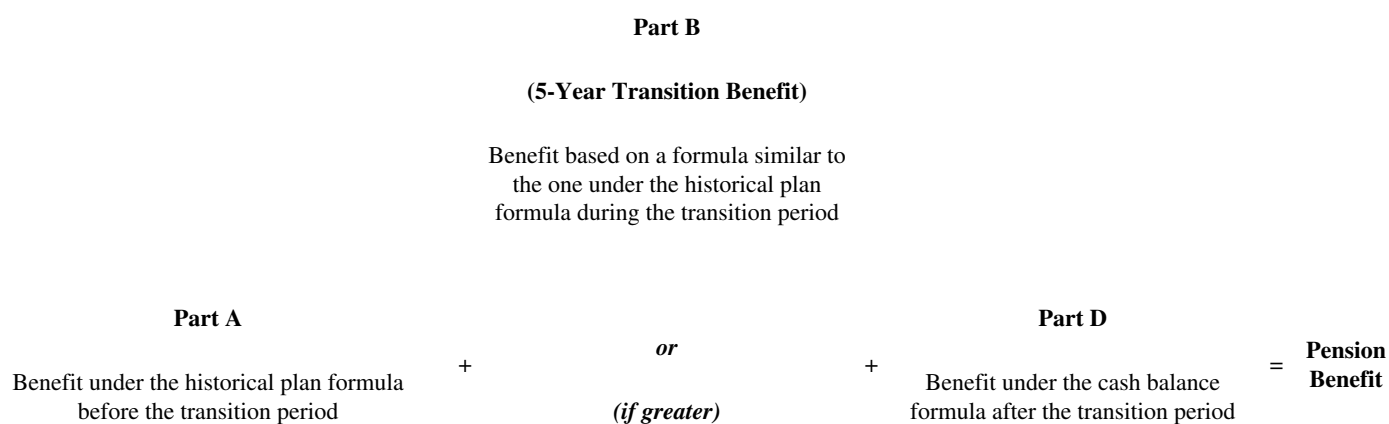 Part B
(5-Year Transition Benefit)
Benefit based on a formula similar to
the one under the historical plan
formula during the transition period
Part A
Benefit under the historical plan formula
before the transition period
+
or
(if greater)
+
Part D
Benefit under the cash balance
formula after the transition period
=
Pension
Benefit